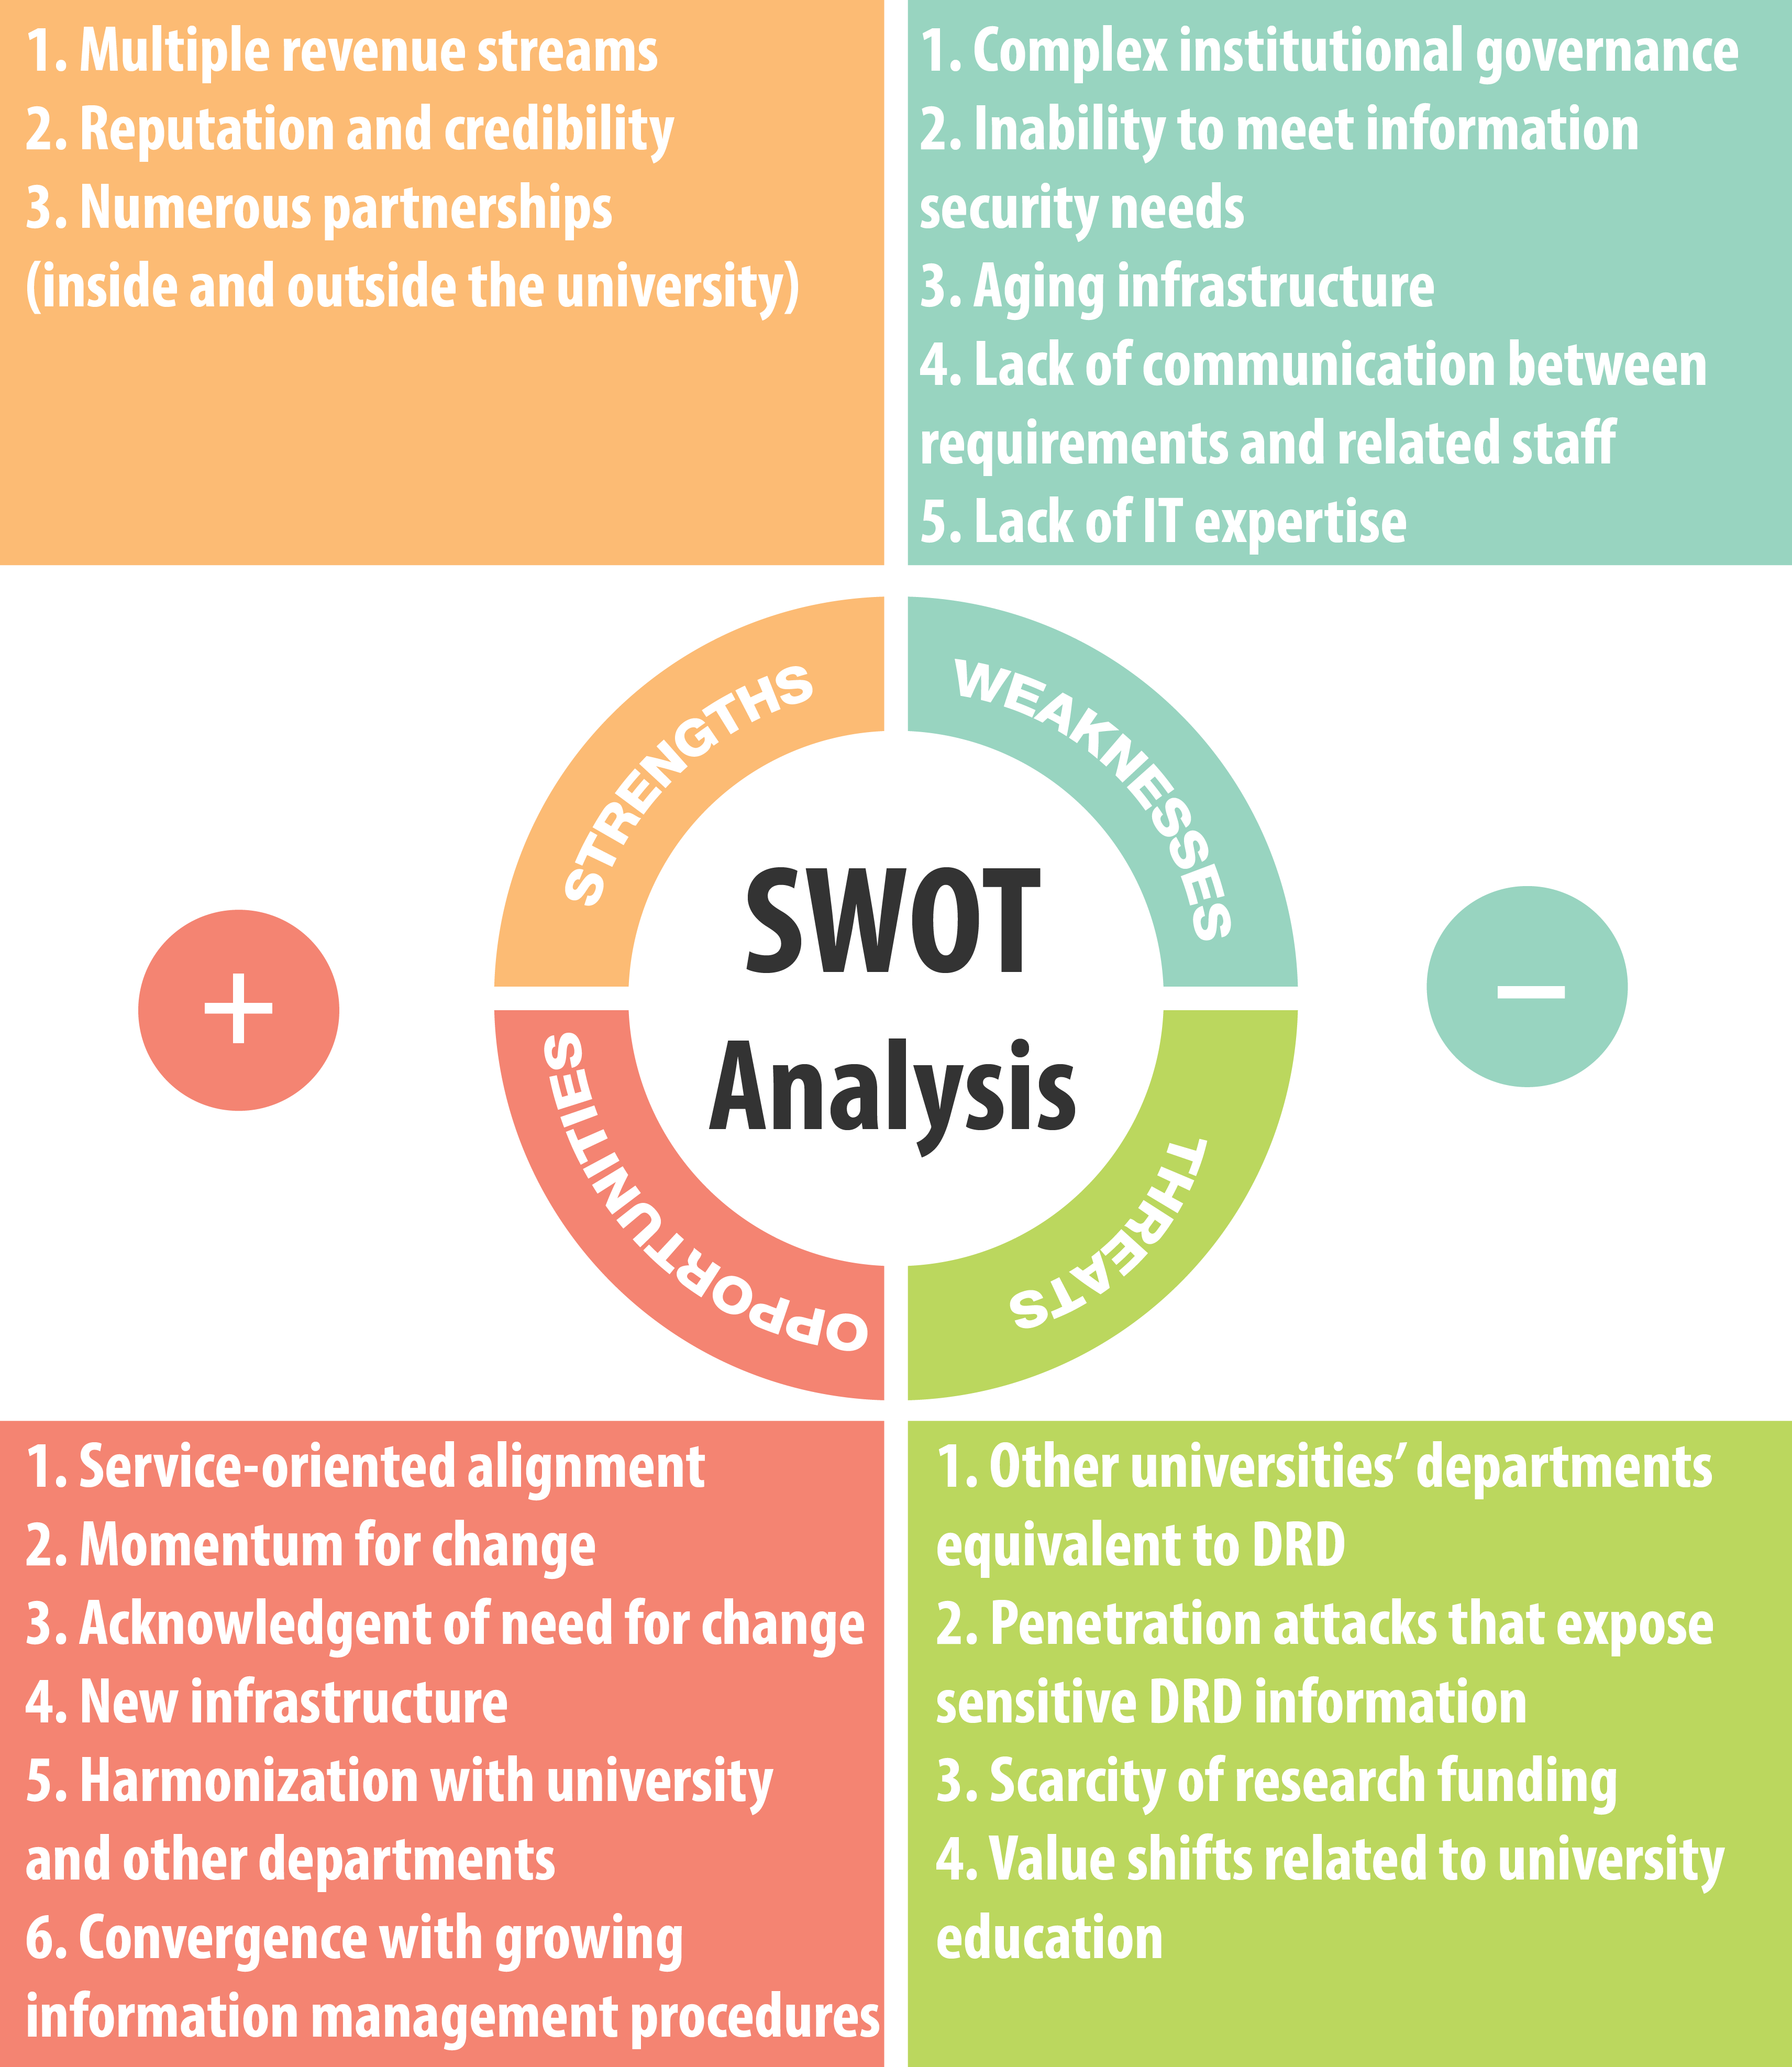 1. Multiple revenue streams
2. Reputation and credibility
3. Numerous partnerships
(inside and outside the university)
1. Complex institutional governance
2. Inability to meet information
security needs
3. Aging infrastructure
4. Lack of communication between
requirements and related staff
5. Lack of IT expertise
STRENGTHS
WEAKNESSES
+
SWOT
Analysis
–
OPPORTUNITIES
THREATS
1. Service-oriented alignment
2. Momentum for change
3. Acknowledgent of need for change
4. New infrastructure
5. Harmonization with university
and other departments
6. Convergence with growing
information management procedures
1. Other universities’ departments
equivalent to DRD
2. Penetration attacks that expose
sensitive DRD information
3. Scarcity of research funding
4. Value shifts related to university
education